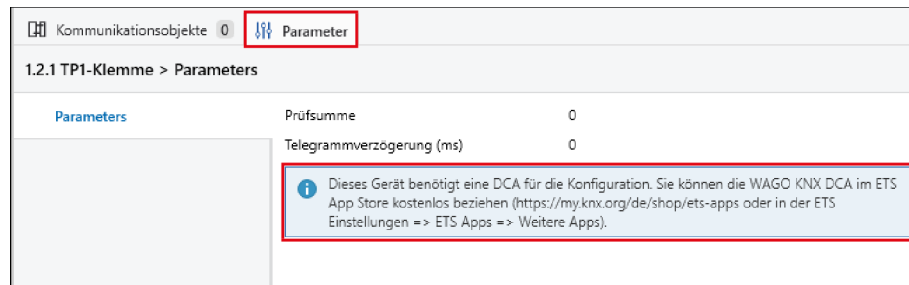 Kommunikationsobjekte 0 Parameter
1.2.1 TP1-Klemme > Parameters
Parameters
Prüfsumme 0
Telegrammverzögerung (ms) 0
Dieses Gerät benötigt eine DCA für die Konfiguration. Sie können die WAGO KNX DCA im ETS
App Store kostenlos beziehen (https://my.knx.org/de/shop/ets-apps oder in der ETS
Einstellungen => ETS Apps => Weitere Apps).